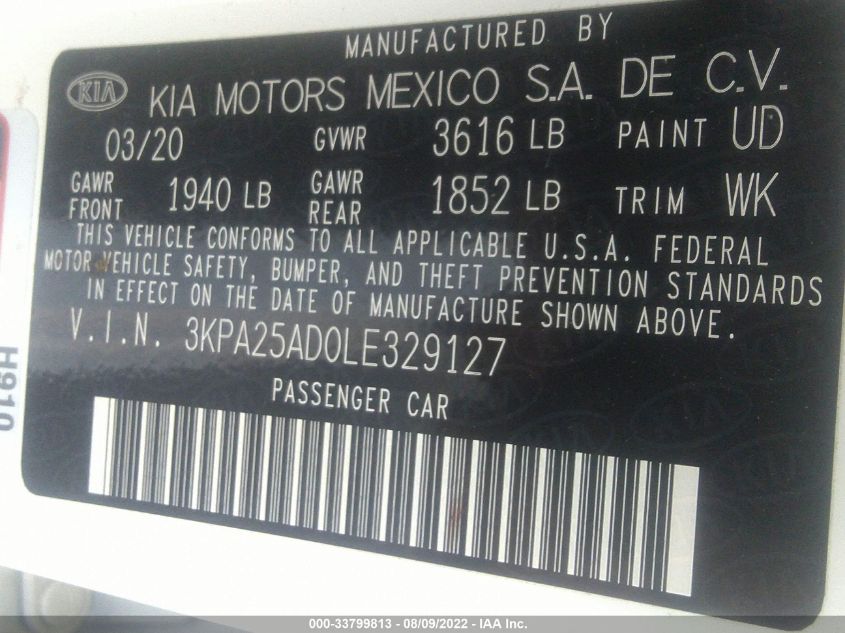 MANUFACTURED BY
KIA KIA MOTORS MEXICO S.A. DE C.V.
03/20 GVWR 3616 LB PAINT UD
GAWR FRONT 1940 LB GAWR REAR 1852 LB TRIM WK
THIS VEHICLE CONFORMS TO ALL APPLICABLE U.S.A. FEDERAL
MOTOR VEHICLE SAFETY, BUMPER, AND THEFT PREVENTION STANDARDS
IN EFFECT ON THE DATE OF MANUFACTURE SHOWN ABOVE.
V.I.N. 3KPA25AD0LE329127
PASSENGER CAR
H910
000-33799813 - 08/09/2022 - IAA Inc.